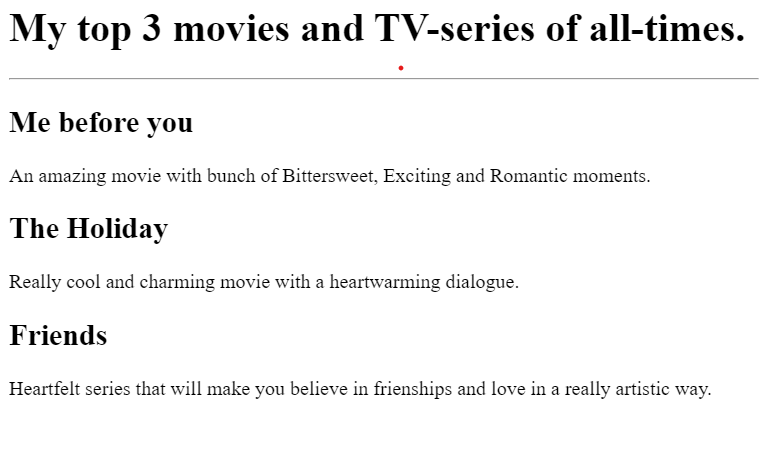 My top 3 movies and TV-series of all-times.
Me before you
An amazing movie with bunch of Bittersweet, Exciting and Romantic moments.
The Holiday
Really cool and charming movie with a heartwarming dialogue.
Friends
Heartfelt series that will make you believe in frienships and love in a really artistic way.